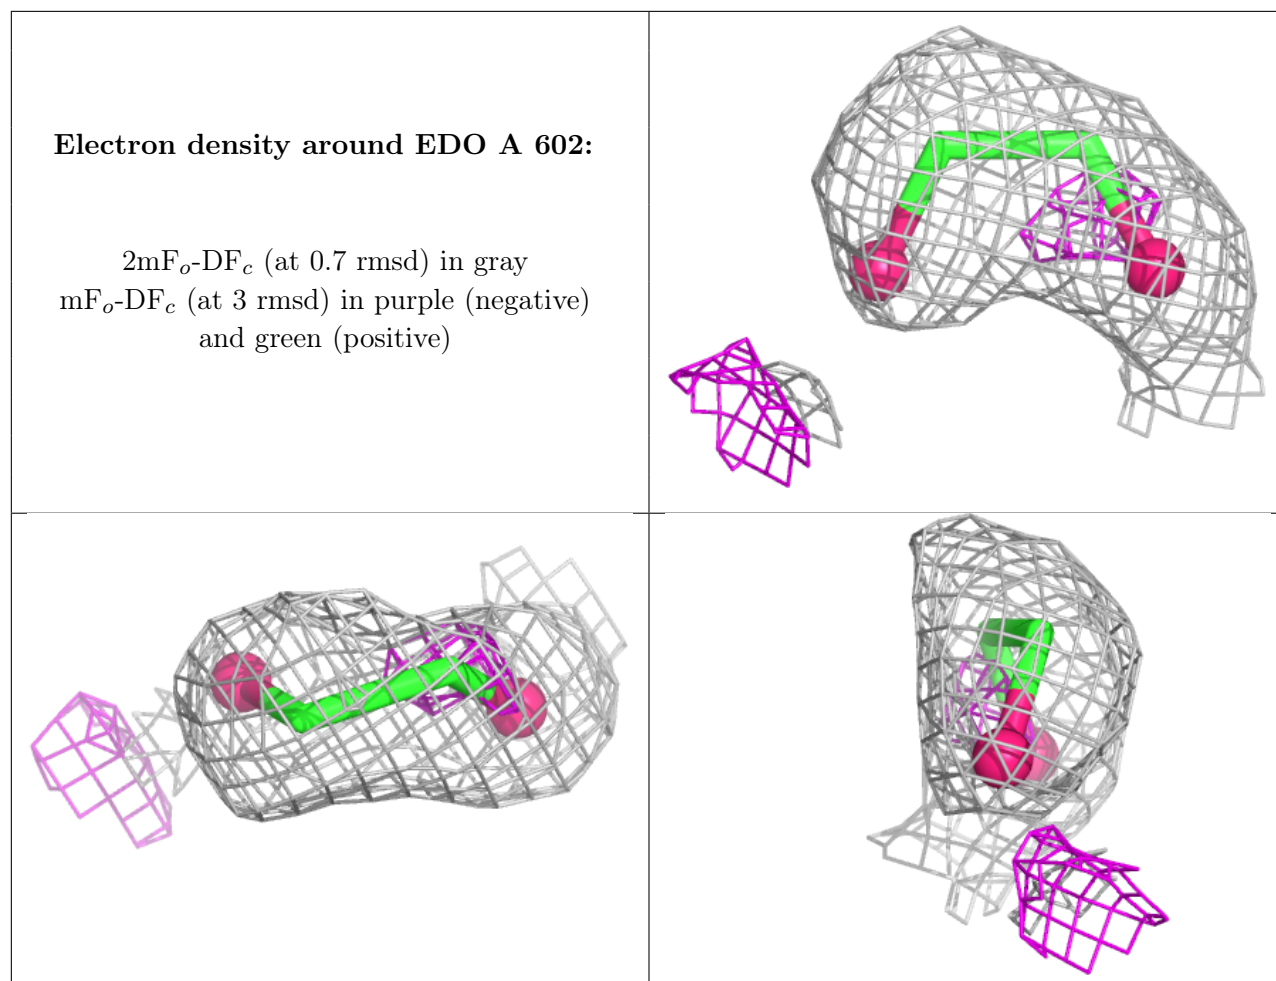 Electron density around EDO A 602:
2mFo-DFc (at 0.7 rmsd) in gray
mFo-DFc (at 3 rmsd) in purple (negative)
and green (positive)